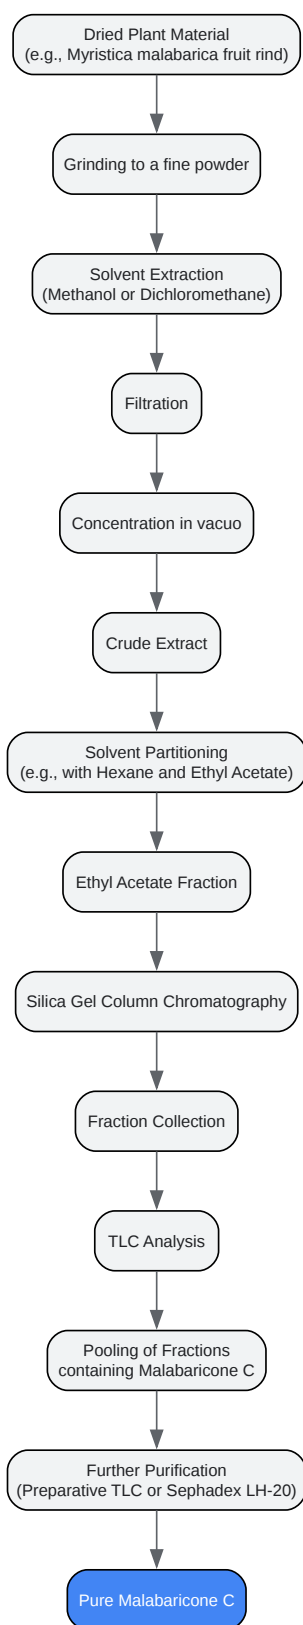 Dried Plant Material
(e.g., Myristica malabarica fruit rind)
Grinding to a fine powder
Solvent Extraction
(Methanol or Dichloromethane)
Filtration
Concentration in vacuo
Crude Extract
Solvent Partitioning
(e.g., with Hexane and Ethyl Acetate)
Ethyl Acetate Fraction
Silica Gel Column Chromatography
Fraction Collection
TLC Analysis
Pooling of Fractions
containing Malabaricone C
Further Purification
(Preparative TLC or Sephadex LH-20)
Pure Malabaricone C